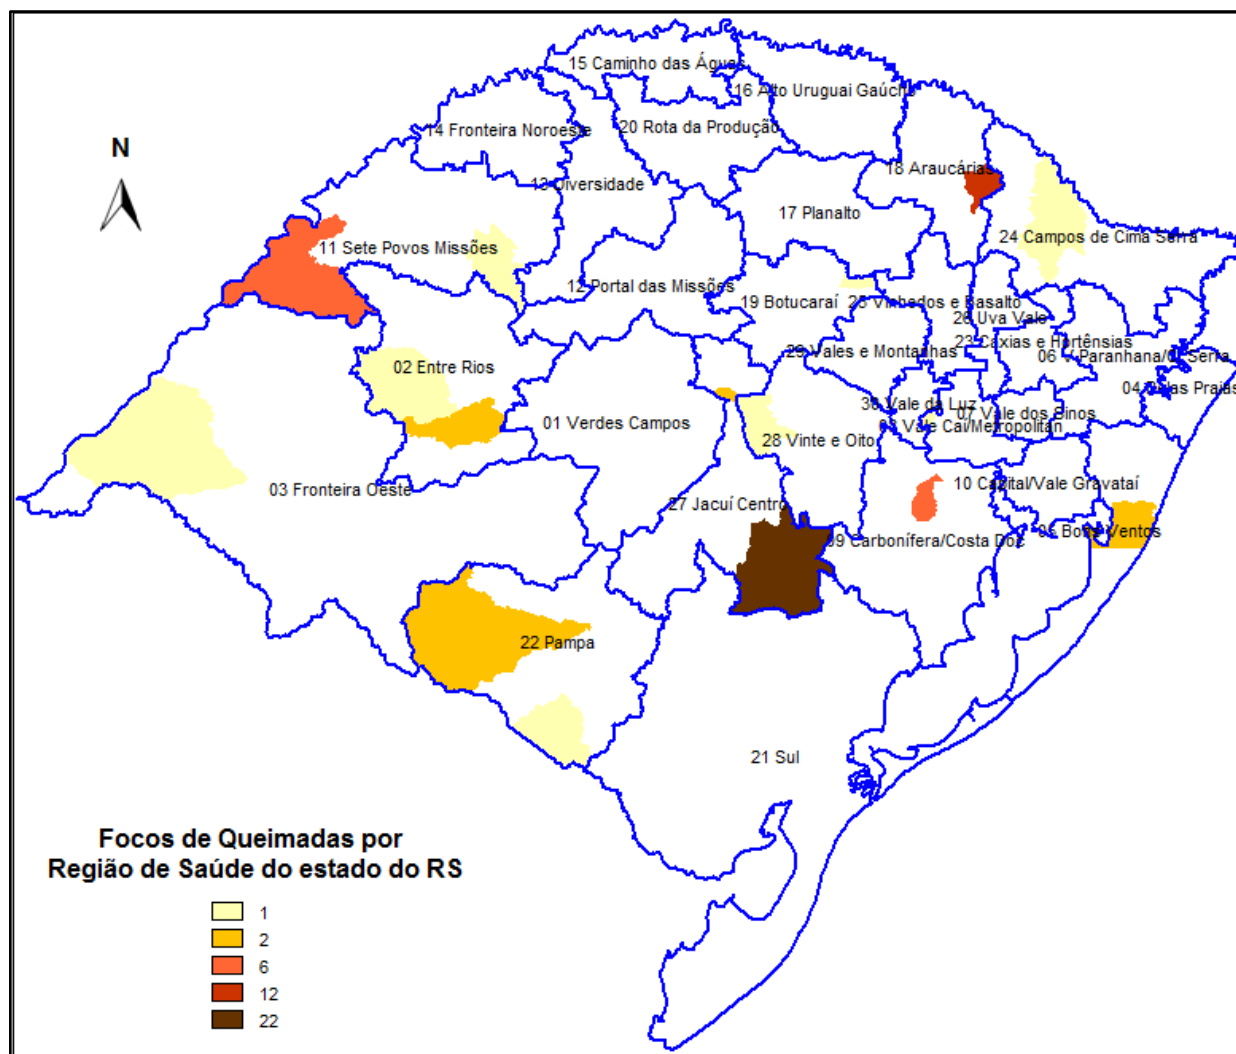 15 Caminho das Águas
16 Alto Uruguai Gaúcho
14 Fronteira Noroeste
20 Rota da Produção
N
18 Araucárias
13 Diversidade
17 Planalto
24 Campos de Cima Serra
11 Sete Povos Missões
12 Portal das Missões
19 Botucaraí
25 Vinhedos e Basalto
26 Uva Vale
23 Caxias e Hortênsias
29 Vales e Montanhas
06 V. Paranhana/C. Serra
02 Entre Rios
04 Belas Praias
30 Vale da Luz
07 Vale dos Sinos
01 Verdes Campos
08 Vale Caí/Metropolitan
28 Vinte e Oito
03 Fronteira Oeste
10 Capital/Vale Gravataí
27 Jacuí Centro
05 Bons Ventos
09 Carbonífera/Costa Doc
22 Pampa
21 Sul
Focos de Queimadas por
Região de Saúde do estado do RS
1
2
6
12
22